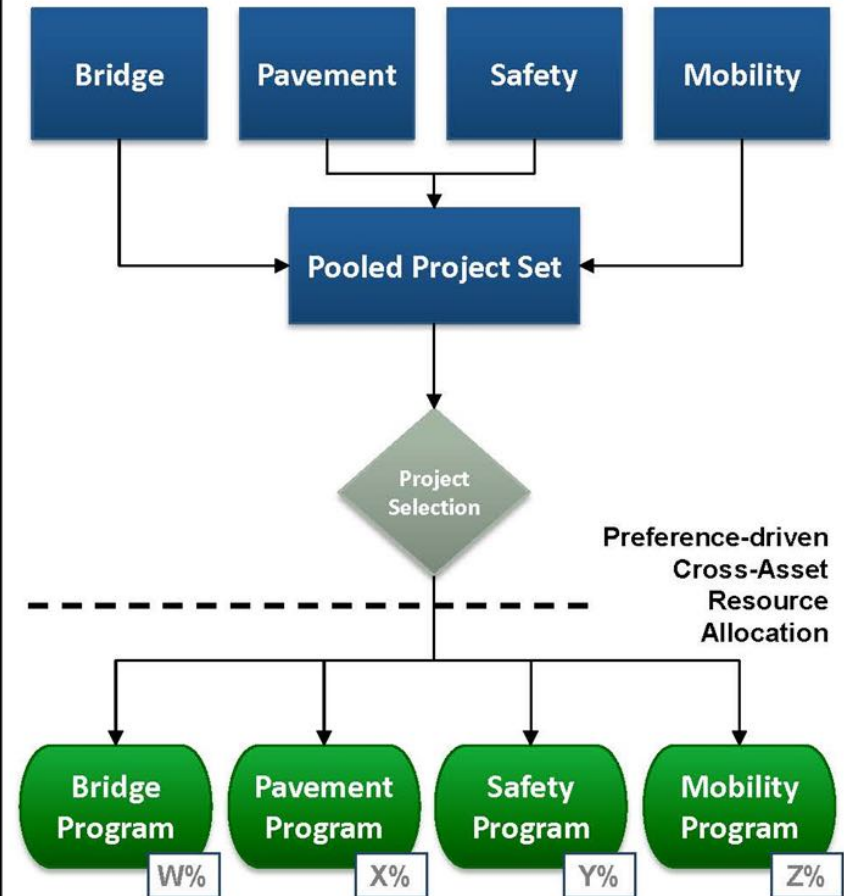 Bridge
Pavement
Safety
Mobility
Pooled Project Set
Project
Selection
Preference-driven
Cross-Asset
Resource
Allocation
Bridge
Program
W%
Pavement
Program
X%
Safety
Program
Y%
Mobility
Program
Z%